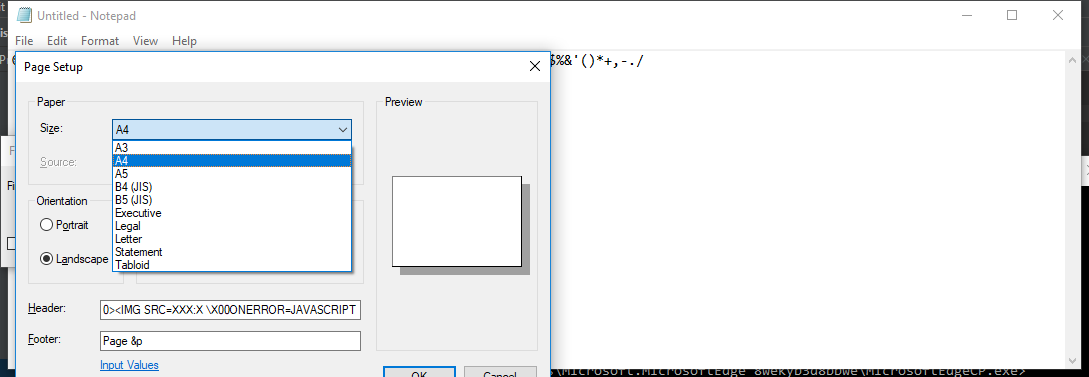 Untitled - Notepad
File Edit Format View Help
$%&'()*+,-./
Page Setup
Paper
Size: A4
A3
A4
A5
B4 (JIS)
B5 (JIS)
Executive
Legal
Letter
Statement
Tabloid
Source:
Orientation
Portrait
Landscape
Preview
Header: 0><IMG SRC=XXX:X \X00ONERROR=JAVASCRIPT
Footer: Page &p
Input Values
OK Cancel
\Microsoft.MicrosoftEdge_8wekyb3d8bbwe\MicrosoftEdgeCP.exe>